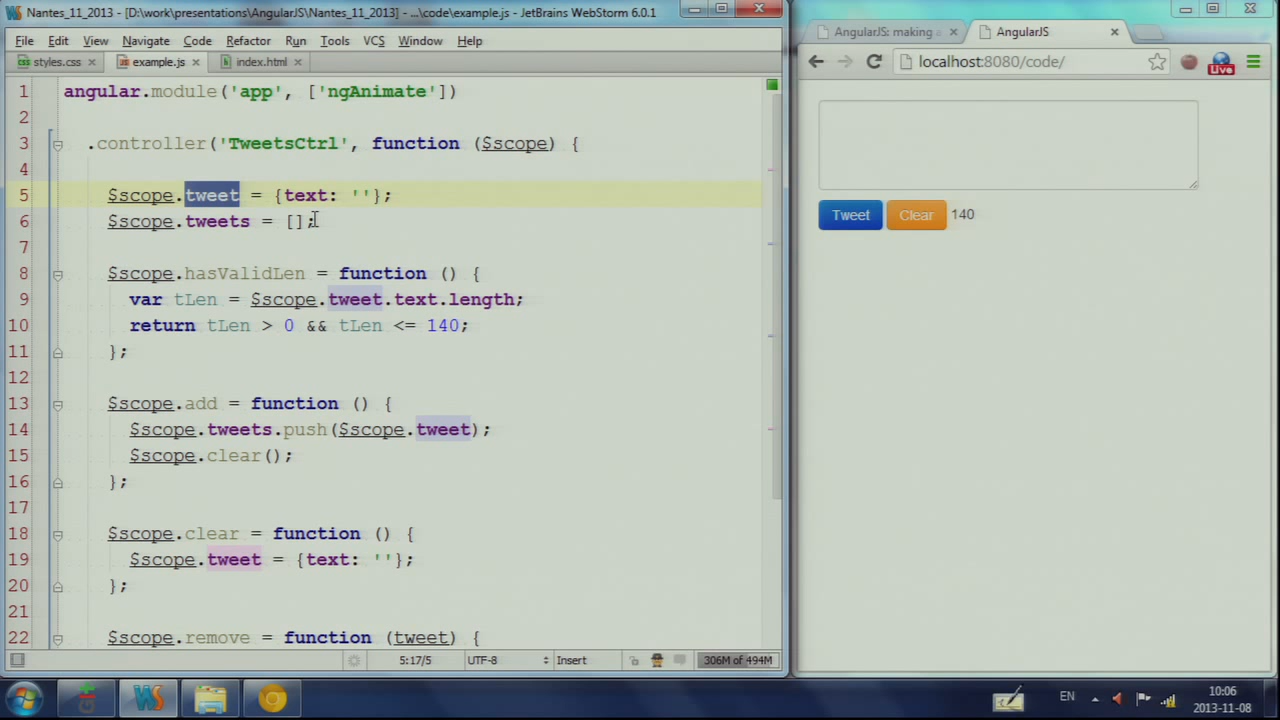 [D:\work\presentations\AngularJS\Nantes_11_2013] - ...\code\example.js - JetBrains WebStorm 6.0.1
File Edit View Navigate Code Refactor Run Tools VCS Window Help
styles.css example.js index.html
1 angular.module('app', ['ngAnimate'])
2
3 .controller('TweetsCtrl', function ($scope) {
4
5 $scope.tweet = {text: ''};
6 $scope.tweets = [];
7
8 $scope.hasValidLen = function () {
9 var tLen = $scope.tweet.text.length;
10 return tLen > 0 && tLen <= 140;
11 };
12
13 $scope.add = function () {
14 $scope.tweets.push($scope.tweet);
15 $scope.clear();
16 };
17
18 $scope.clear = function () {
19 $scope.tweet = {text: ''};
20 };
21
22 $scope.remove = function (tweet) {
5:17/5 UTF-8 Insert 306M of 494M
AngularJS: making AngularJS
localhost:8080/code/
Live
Tweet Clear 140
EN
10:06
2013-11-08